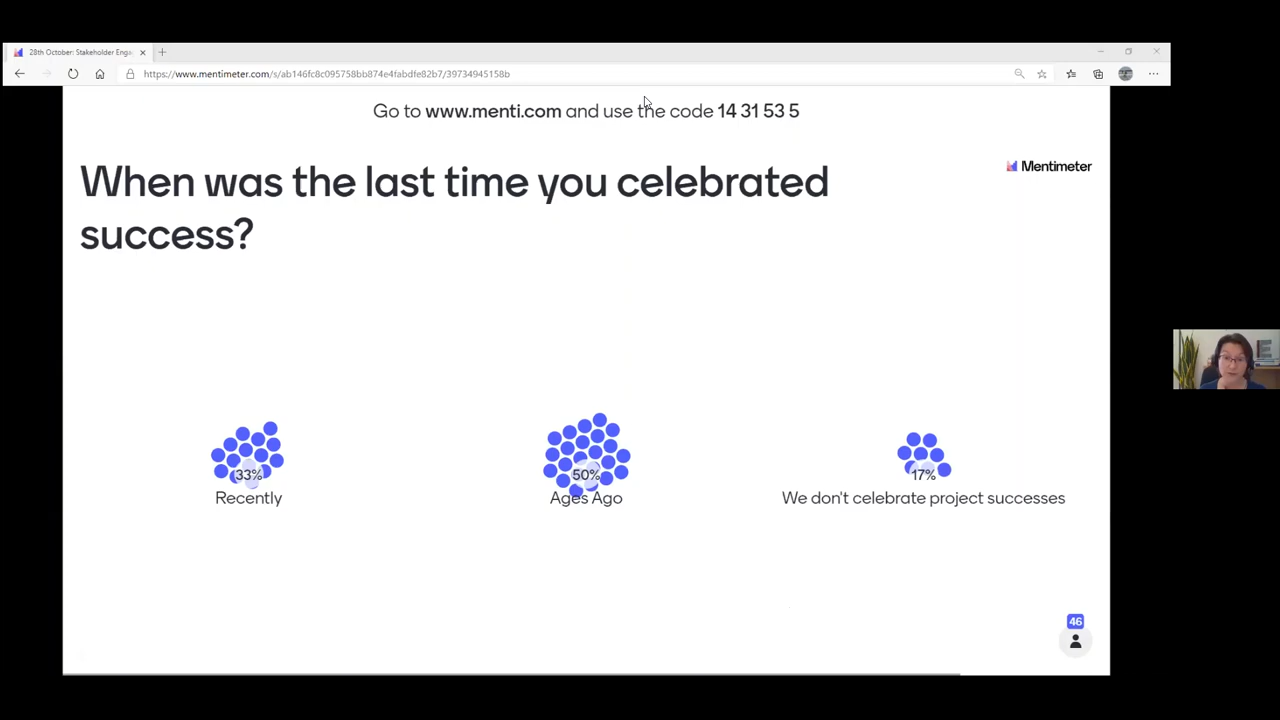 28th October: Stakeholder Enga
https://www.mentimeter.com/s/ab146fc8c095758bb874e4fabdfe82b7/39734945158b
Go to www.menti.com and use the code 14 31 53 5
Mentimeter
When was the last time you celebrated
success?
33%
50%
17%
Recently
Ages Ago
We don't celebrate project successes
46